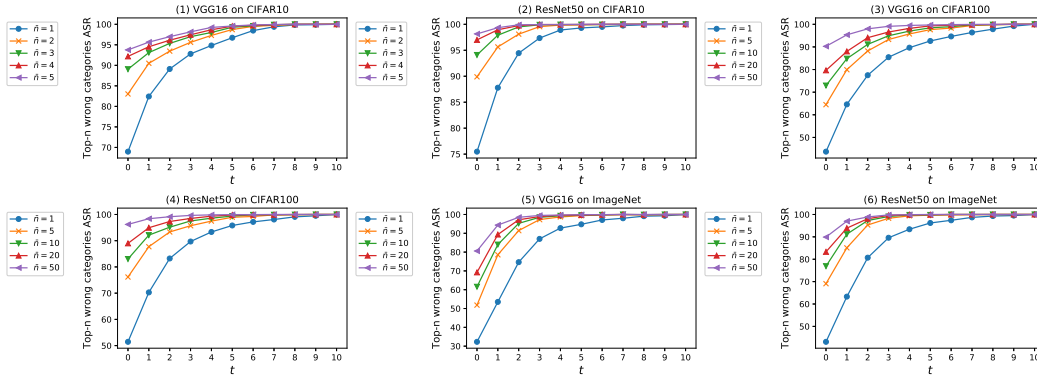 (1) VGG16 on CIFAR10
n̄ = 1
n̄ = 2
n̄ = 3
n̄ = 4
n̄ = 5
Top-n wrong categories ASR
100
95
90
85
80
75
70
0 1 2 3 4 5 6 7 8 9 10
t
(2) ResNet50 on CIFAR10
n̄ = 1
n̄ = 2
n̄ = 3
n̄ = 4
n̄ = 5
Top-n wrong categories ASR
100
95
90
85
80
75
0 1 2 3 4 5 6 7 8 9 10
t
(3) VGG16 on CIFAR100
n̄ = 1
n̄ = 5
n̄ = 10
n̄ = 20
n̄ = 50
Top-n wrong categories ASR
100
90
80
70
60
50
0 1 2 3 4 5 6 7 8 9 10
t
(4) ResNet50 on CIFAR100
n̄ = 1
n̄ = 5
n̄ = 10
n̄ = 20
n̄ = 50
Top-n wrong categories ASR
100
90
80
70
60
50
0 1 2 3 4 5 6 7 8 9 10
t
(5) VGG16 on ImageNet
n̄ = 1
n̄ = 5
n̄ = 10
n̄ = 20
n̄ = 50
Top-n wrong categories ASR
100
90
80
70
60
50
40
30
0 1 2 3 4 5 6 7 8 9 10
t
(6) ResNet50 on ImageNet
n̄ = 1
n̄ = 5
n̄ = 10
n̄ = 20
n̄ = 50
Top-n wrong categories ASR
100
90
80
70
60
50
0 1 2 3 4 5 6 7 8 9 10
t